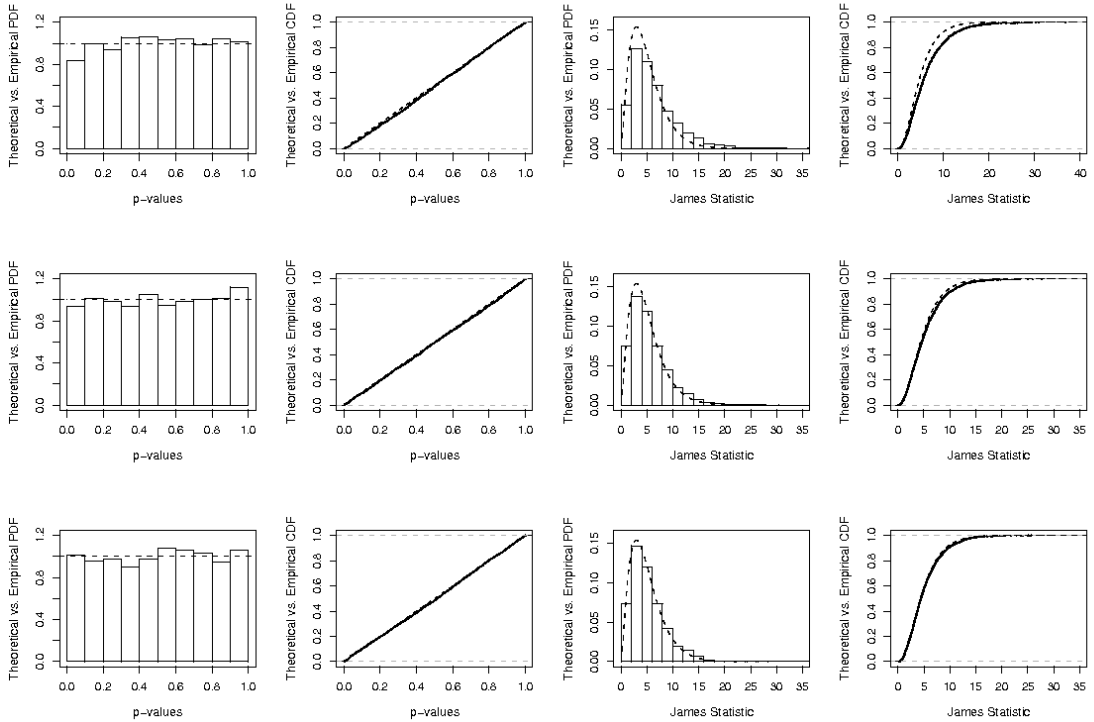 Theoretical vs. Empirical PDF
0.0 0.4 0.8 1.2
0.0 0.2 0.4 0.6 0.8 1.0
p-values
Theoretical vs. Empirical CDF
0.0 0.2 0.4 0.6 0.8 1.0
0.0 0.2 0.4 0.6 0.8 1.0
p-values
Theoretical vs. Empirical PDF
0.00 0.05 0.10 0.15
0 5 10 15 20 25 30 35
James Statistic
Theoretical vs. Empirical CDF
0.0 0.2 0.4 0.6 0.8 1.0
0 10 20 30 40
James Statistic
Theoretical vs. Empirical PDF
0.0 0.4 0.8 1.2
0.0 0.2 0.4 0.6 0.8 1.0
p-values
Theoretical vs. Empirical CDF
0.0 0.2 0.4 0.6 0.8 1.0
0.0 0.2 0.4 0.6 0.8 1.0
p-values
Theoretical vs. Empirical PDF
0.00 0.05 0.10 0.15
0 5 10 15 20 25 30 35
James Statistic
Theoretical vs. Empirical CDF
0.0 0.2 0.4 0.6 0.8 1.0
0 5 10 15 20 25 30 35
James Statistic
Theoretical vs. Empirical PDF
0.0 0.4 0.8 1.2
0.0 0.2 0.4 0.6 0.8 1.0
p-values
Theoretical vs. Empirical CDF
0.0 0.2 0.4 0.6 0.8 1.0
0.0 0.2 0.4 0.6 0.8 1.0
p-values
Theoretical vs. Empirical PDF
0.00 0.05 0.10 0.15
0 5 10 15 20 25 30 35
James Statistic
Theoretical vs. Empirical CDF
0.0 0.2 0.4 0.6 0.8 1.0
0 5 10 15 20 25 30 35
James Statistic